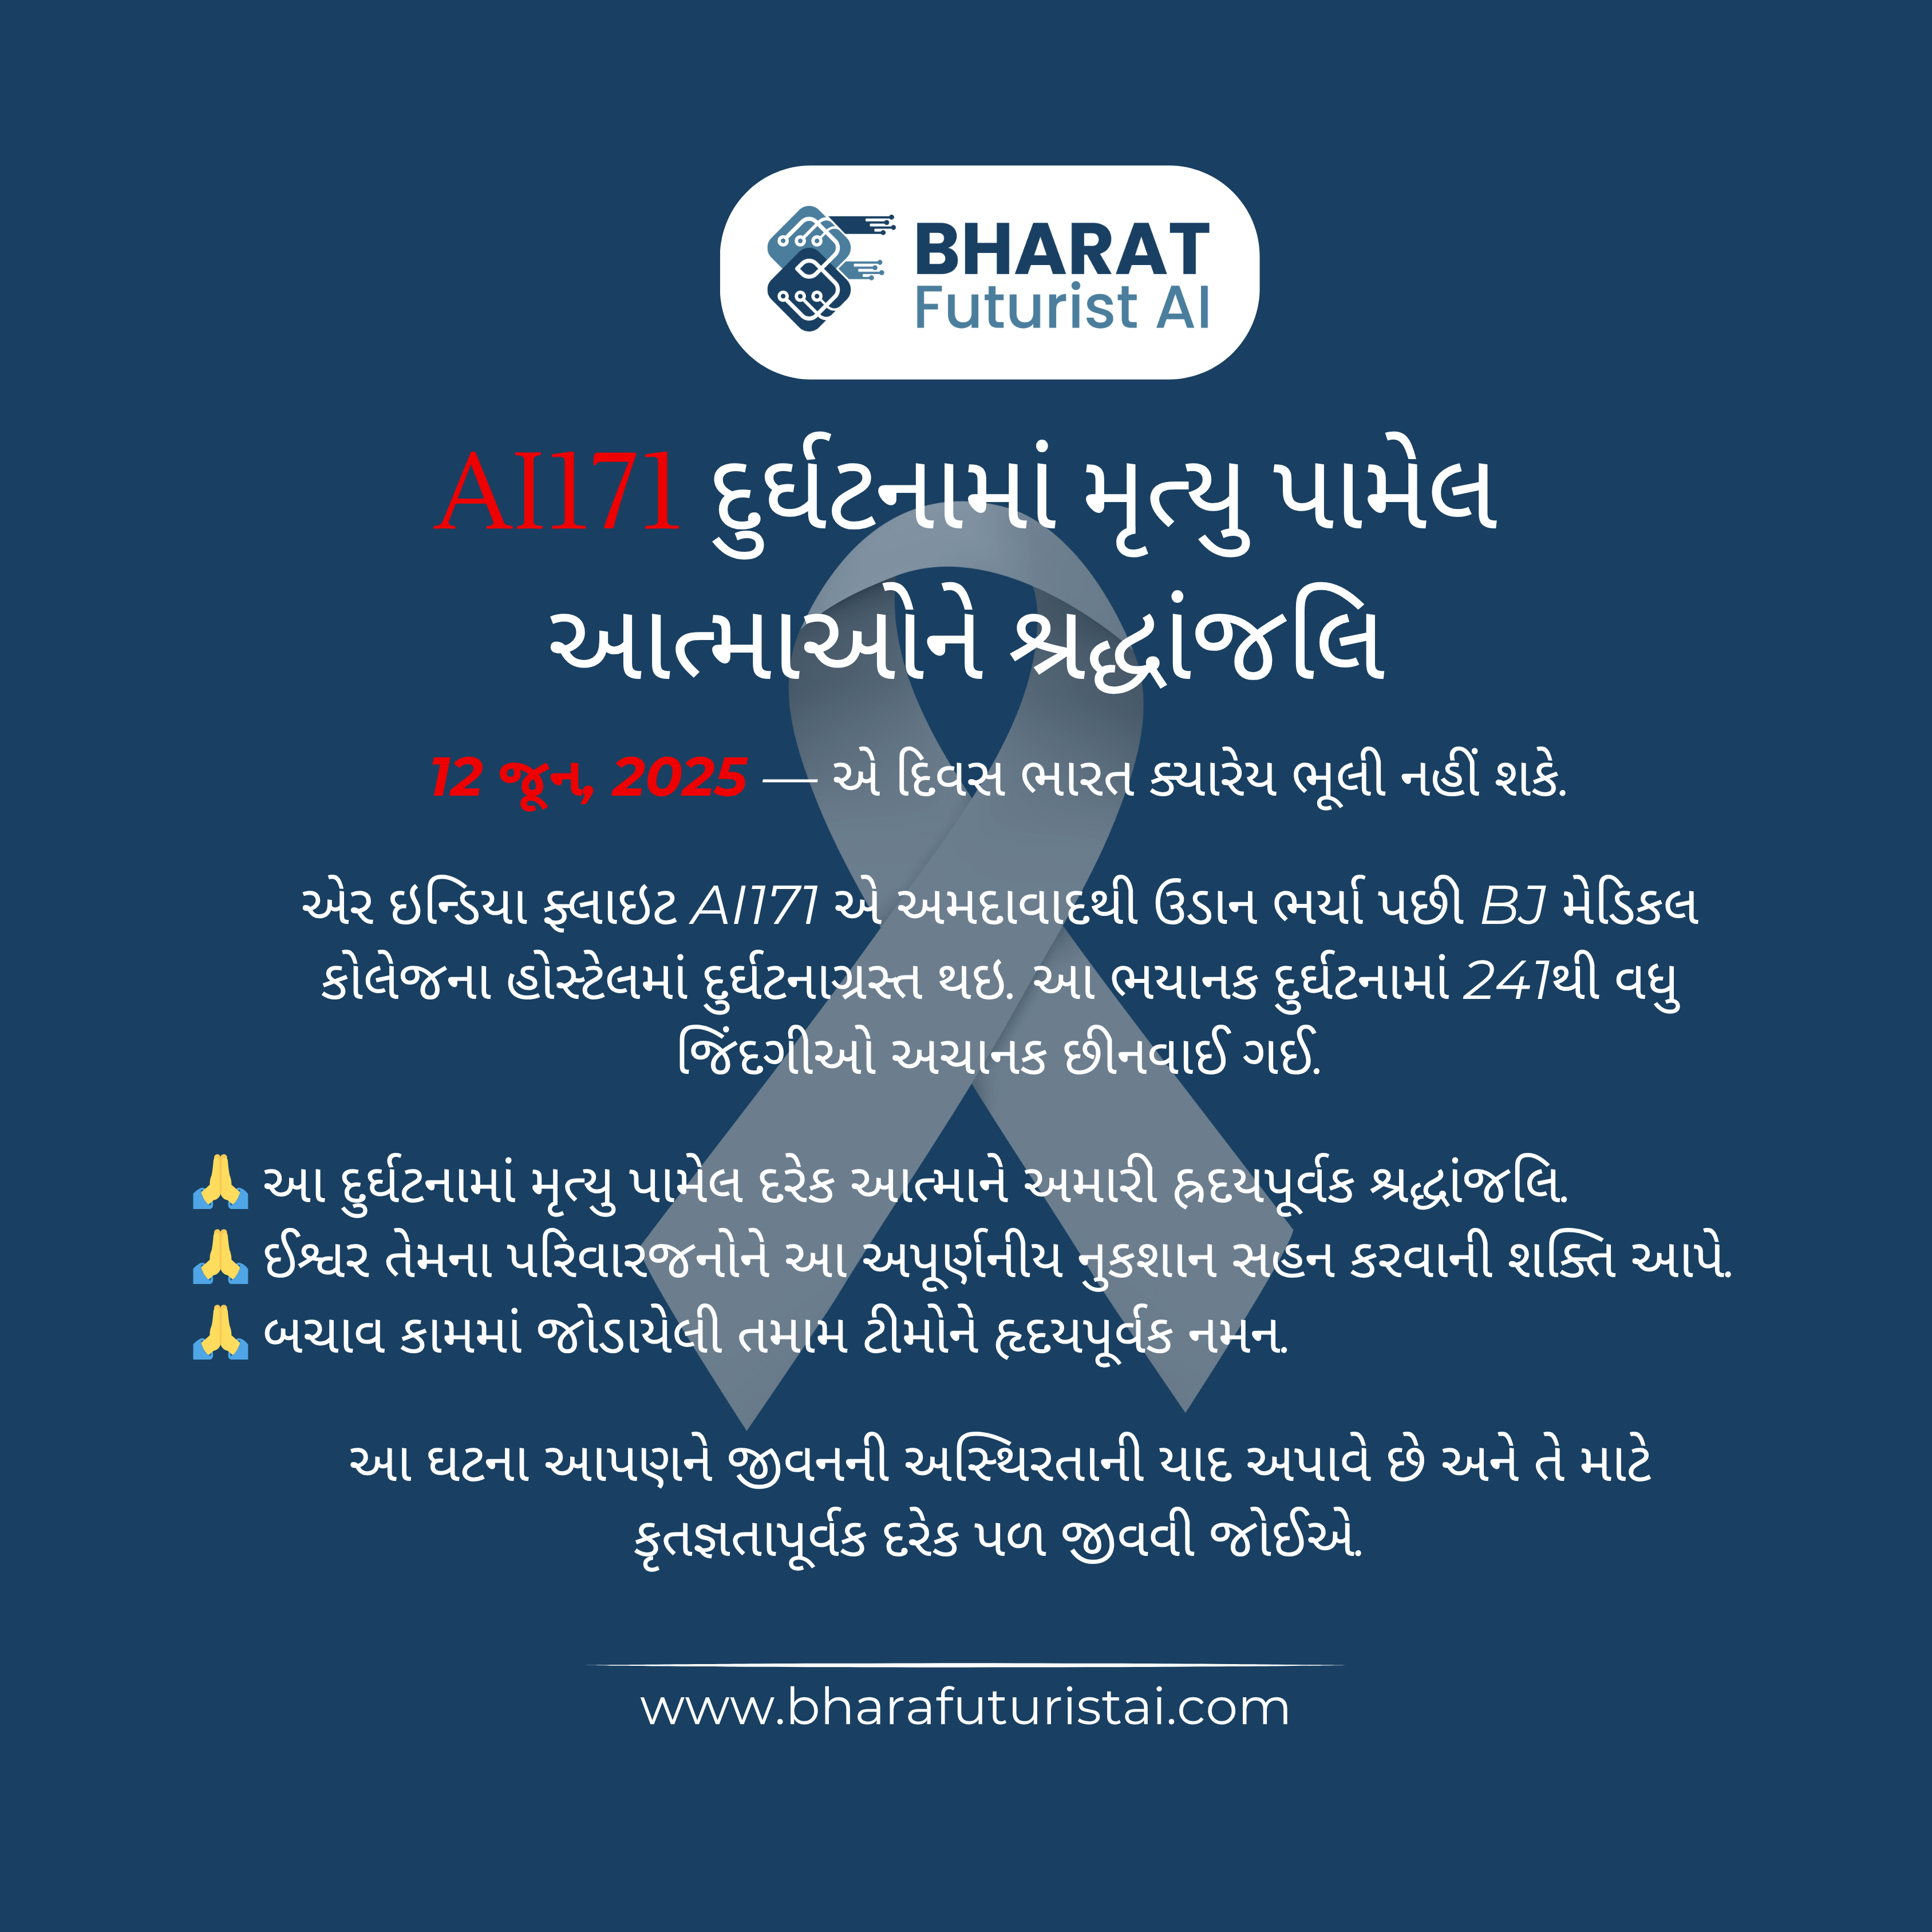 BHARAT
Futurist AI
AI171 દુર્ઘટનામાં મૃત્યુ પામેલ
આત્માઓને શ્રદ્ધાંજલિ
12 જૂન, 2025 — એ દિવસ ભારત ક્યારેય ભૂલી નહીં શકે.
એર ઇન્ડિયા ફ્લાઇટ AI171 એ અમદાવાદથી ઉડાન ભર્યા પછી BJ મેડિકલ
કોલેજના હોસ્ટેલમાં દુર્ઘટનાગ્રસ્ત થઇ. આ ભયાનક દુર્ઘટનામાં 241થી વધુ
જિંદગીઓ અચાનક છીનવાઈ ગઈ.
🙏 આ દુર્ઘટનામાં મૃત્યુ પામેલ દરેક આત્માને અમારી હ્રદયપૂર્વક શ્રદ્ધાંજલિ.
🙏 ઈશ્વર તેમના પરિવારજનોને આ અપૂર્ણનીય નુકશાન સહન કરવાની શક્તિ આપે.
🙏 બચાવ કામમાં જોડાયેલી તમામ ટીમોને હૃદયપૂર્વક નમન.
આ ઘટના આપણને જીવનની અસ્થિરતાની યાદ અપાવે છે અને તે માટે
કૃતજ્ઞતાપૂર્વક દરેક પળ જીવવી જોઈએ.
www.bharafuturistai.com